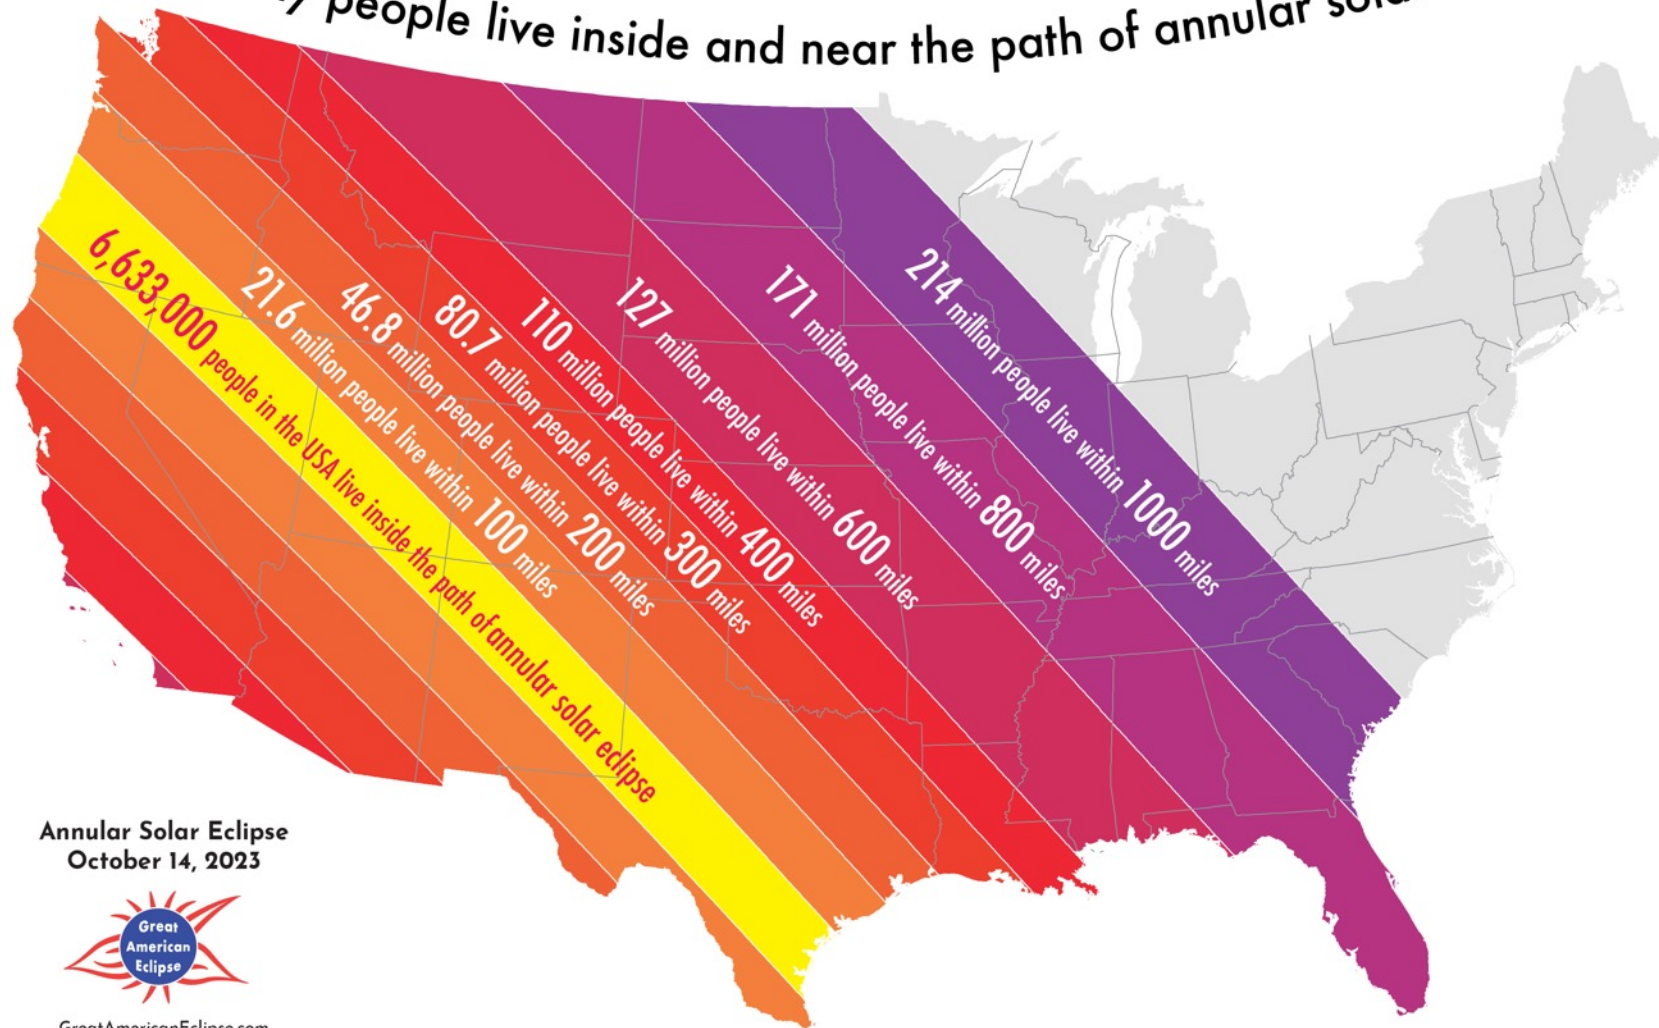 people live inside and near the path of annular
6,633,000 people in the USA live inside the path of annular solar eclipse
21.6 million people live within 100 miles
46.8 million people live within 200 miles
80.7 million people live within 300 miles
110 million people live within 400 miles
127 million people live within 600 miles
171 million people live within 800 miles
214 million people live within 1000 miles
Annular Solar Eclipse
October 14, 2023
Great
American
Eclipse
GreatAmericanEclipse.com